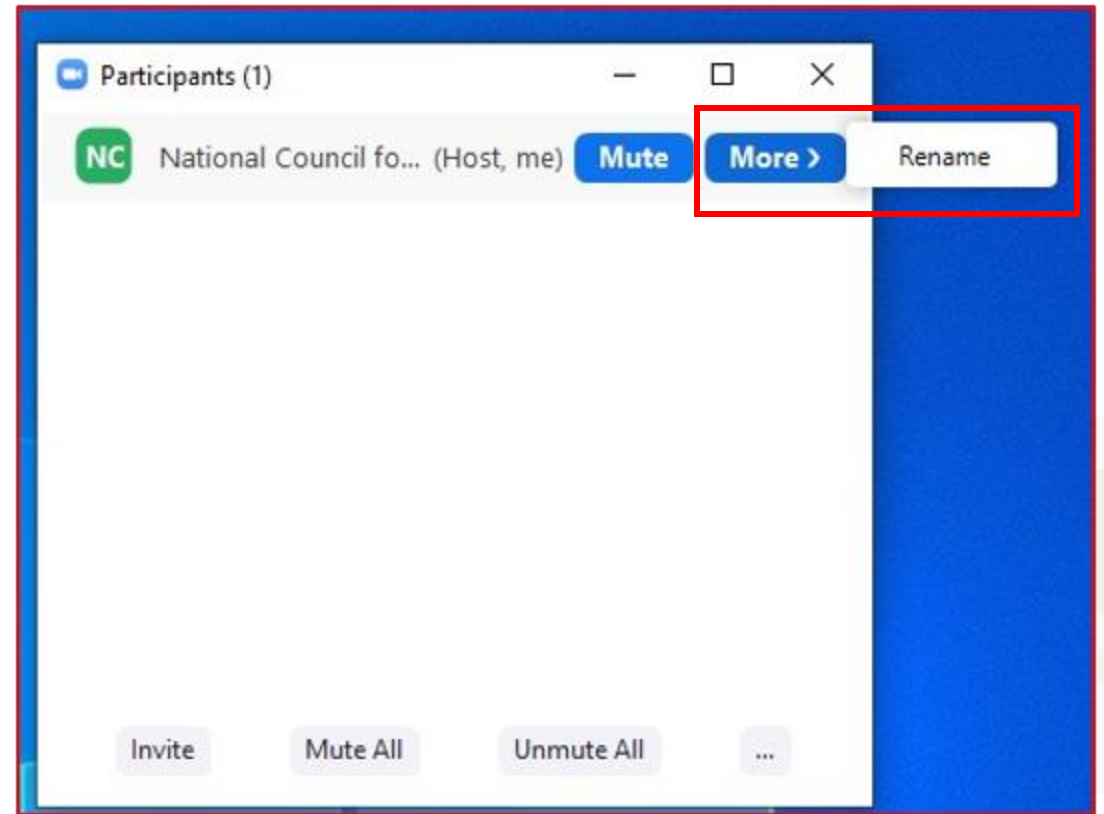 Participants (1)
NC National Council fo... (Host, me) Mute More > Rename
Invite Mute All Unmute All ...